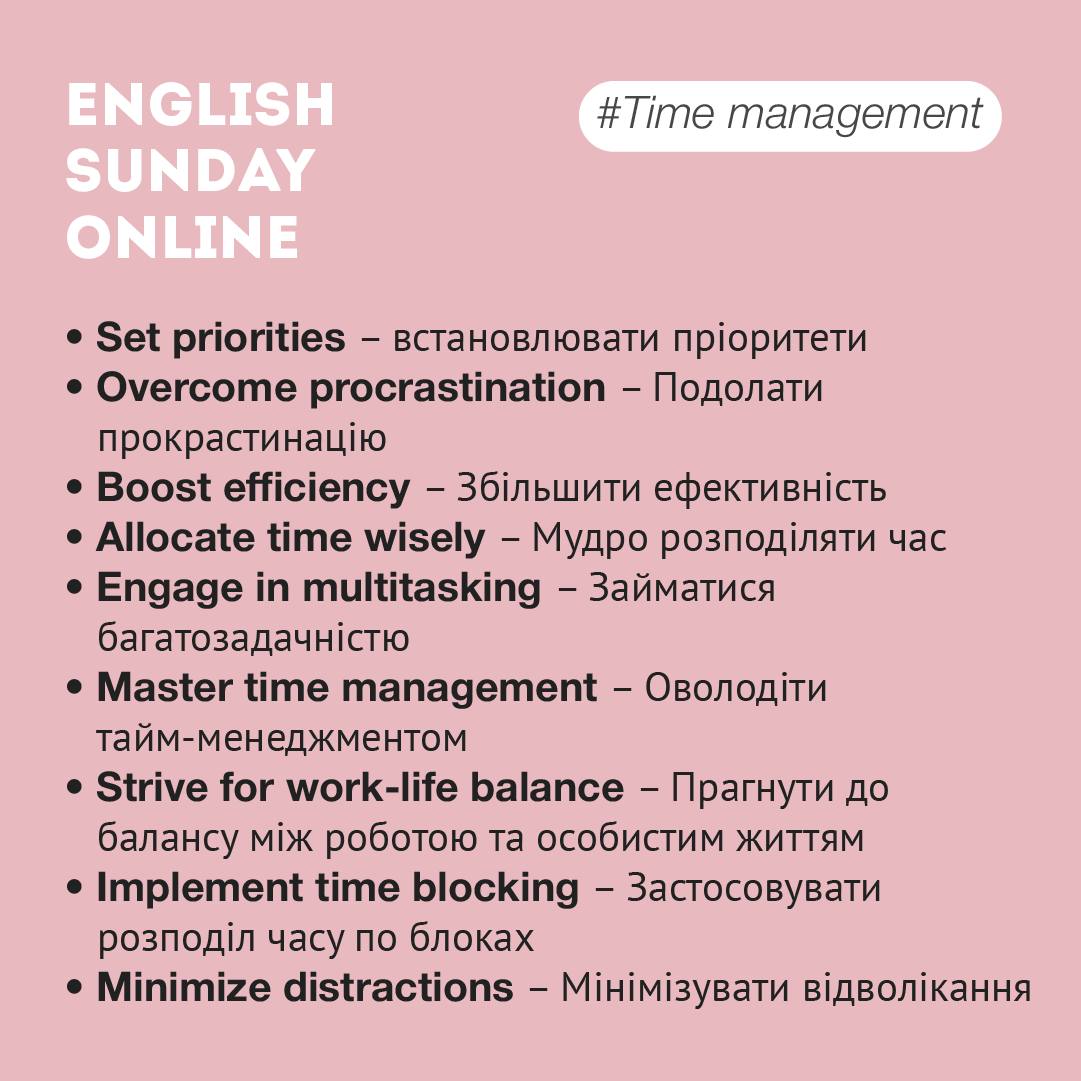 ENGLISH
SUNDAY
ONLINE
#Time management
• Set priorities – встановлювати пріоритети
• Overcome procrastination – Подолати
прокрастинацію
• Boost efficiency – Збільшити ефективність
• Allocate time wisely – Мудро розподіляти час
• Engage in multitasking – Займатися
багатозадачністю
• Master time management – Оволодіти
тайм-менеджментом
• Strive for work-life balance – Прагнути до
балансу між роботою та особистим життям
• Implement time blocking – Застосовувати
розподіл часу по блоках
• Minimize distractions – Мінімізувати відволікання